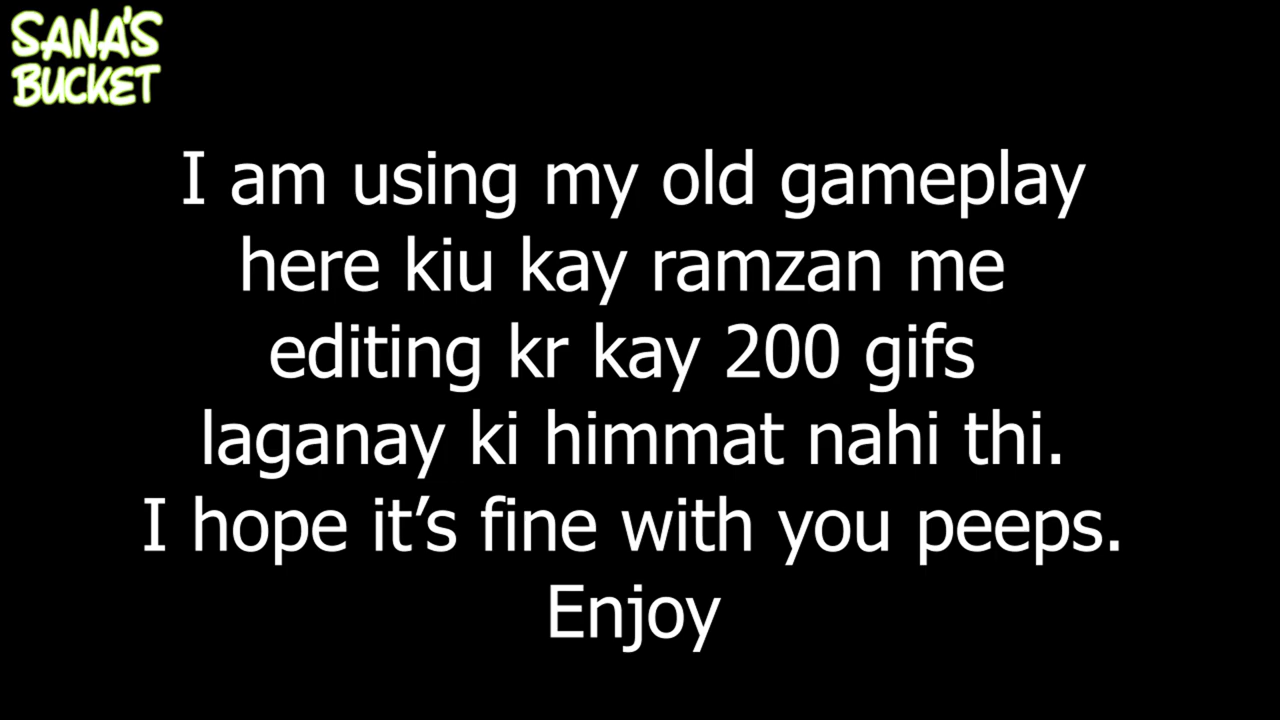 SANA'S
BUCKET
I am using my old gameplay
here kiu kay ramzan me
editing kr kay 200 gifs
laganay ki himmat nahi thi.
I hope it’s fine with you peeps.
Enjoy